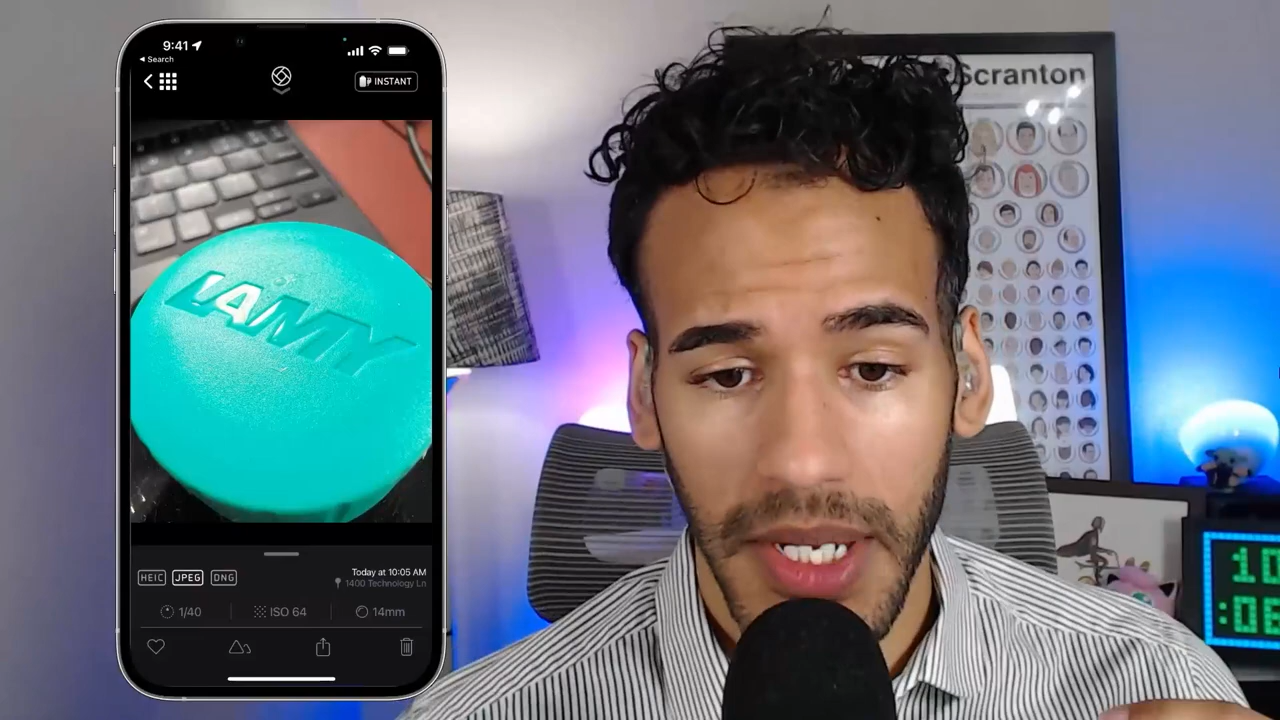 9:41
Search
INSTANT
LAMY
HEIC JPEG DNG
Today at 10:05 AM
1400 Technology Ln
1/40
ISO 64
14mm
Scranton
10
:06